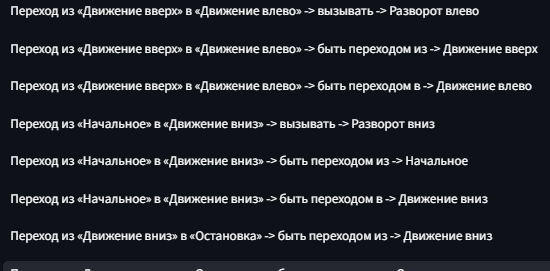 Переход из «Движение вверх» в «Движение влево» -> вызывать -> Разворот влево
Переход из «Движение вверх» в «Движение влево» -> быть переходом из -> Движение вверх
Переход из «Движение вверх» в «Движение влево» -> быть переходом в -> Движение влево
Переход из «Начальное» в «Движение вниз» -> вызывать -> Разворот вниз
Переход из «Начальное» в «Движение вниз» -> быть переходом из -> Начальное
Переход из «Начальное» в «Движение вниз» -> быть переходом в -> Движение вниз
Переход из «Движение вниз» в «Остановка» -> быть переходом из -> Движение вниз